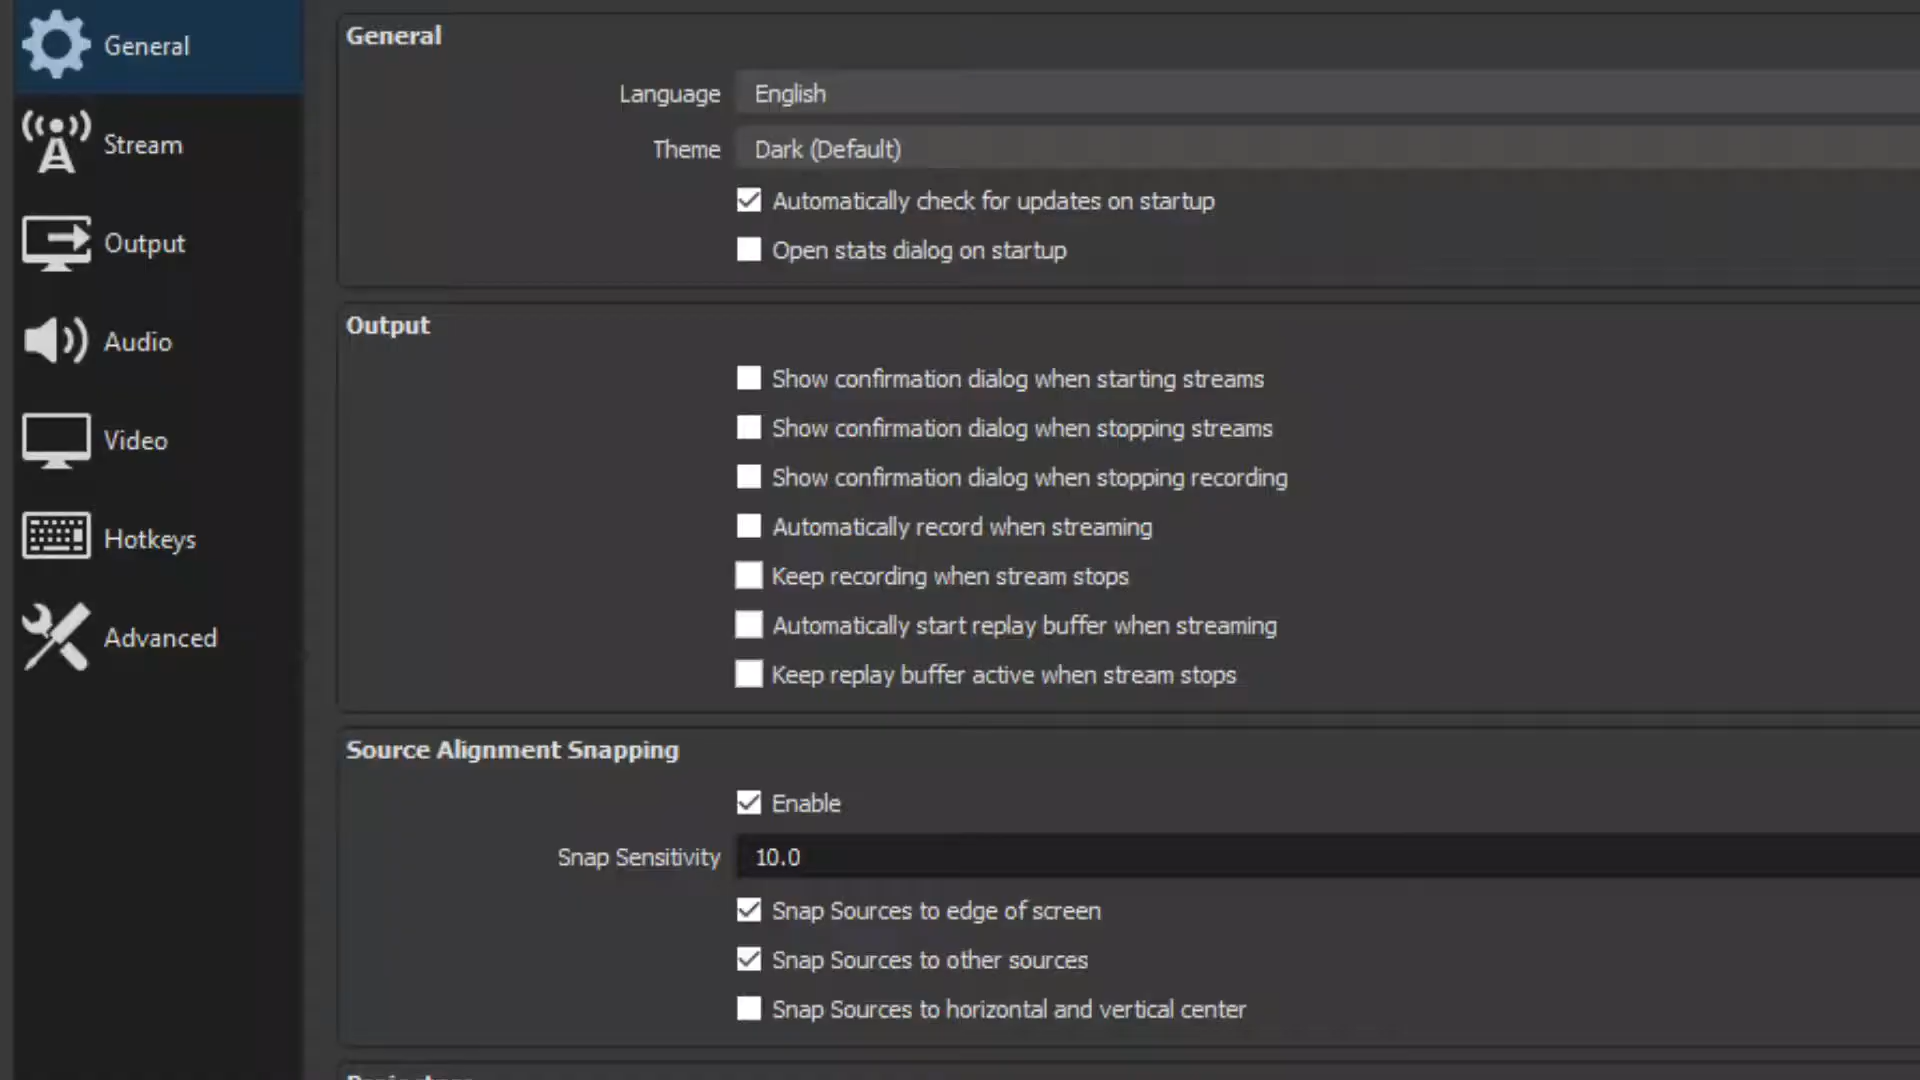 General
Stream
Output
Audio
Video
Hotkeys
Advanced
General
Language English
Theme Dark (Default)
Automatically check for updates on startup
Open stats dialog on startup
Output
Show confirmation dialog when starting streams
Show confirmation dialog when stopping streams
Show confirmation dialog when stopping recording
Automatically record when streaming
Keep recording when stream stops
Automatically start replay buffer when streaming
Keep replay buffer active when stream stops
Source Alignment Snapping
Enable
Snap Sensitivity 10.0
Snap Sources to edge of screen
Snap Sources to other sources
Snap Sources to horizontal and vertical center